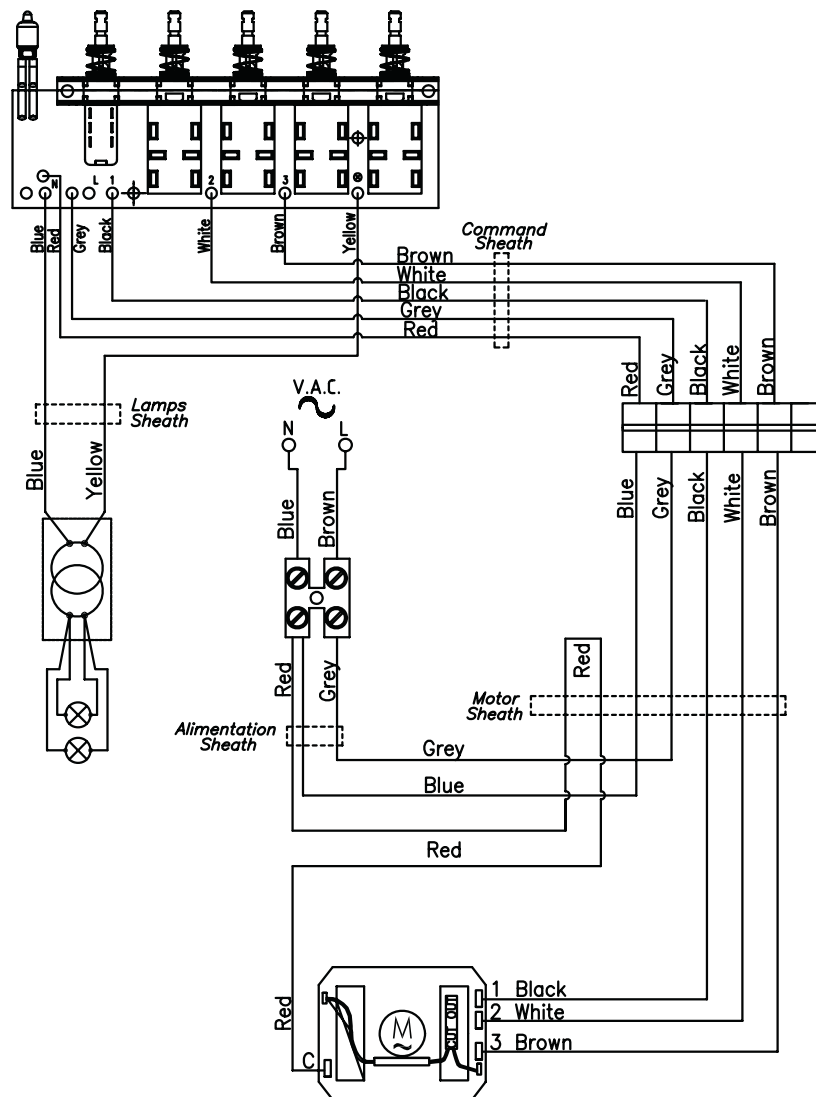 N L 1 2 3
Blue
Red
Grey
Black
White
Brown
Yellow
Command
Sheath
Brown
White
Black
Grey
Red
Red
Grey
Black
White
Brown
V.A.C.
N L
Lamps
Sheath
Blue
Yellow
Blue
Brown
Blue
Grey
Black
White
Brown
Red
Grey
Red
Motor
Sheath
Alimentation
Sheath
Grey
Blue
Red
Red
C
M
CUT OUT
1 Black
2 White
3 Brown